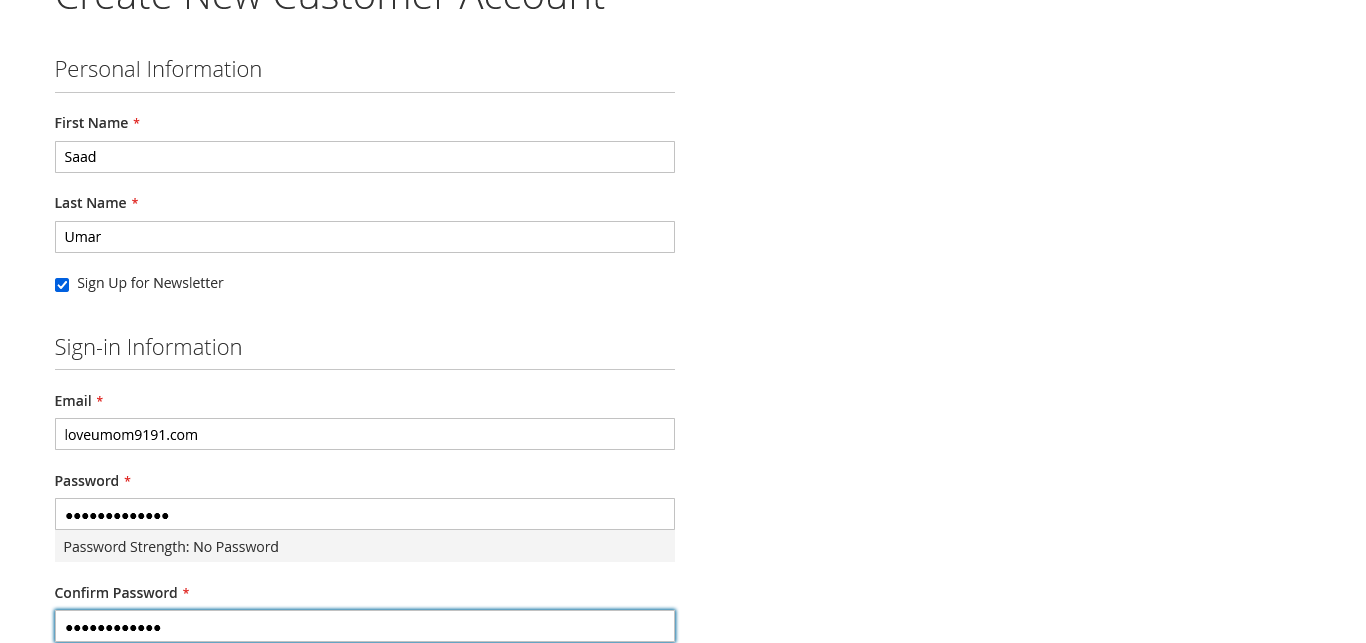 Create New Customer Account
Personal Information
First Name *
Saad
Last Name *
Umar
Sign Up for Newsletter
Sign-in Information
Email *
loveumom9191.com
Password *
•••••••••••••
Password Strength: No Password
Confirm Password *
••••••••••••